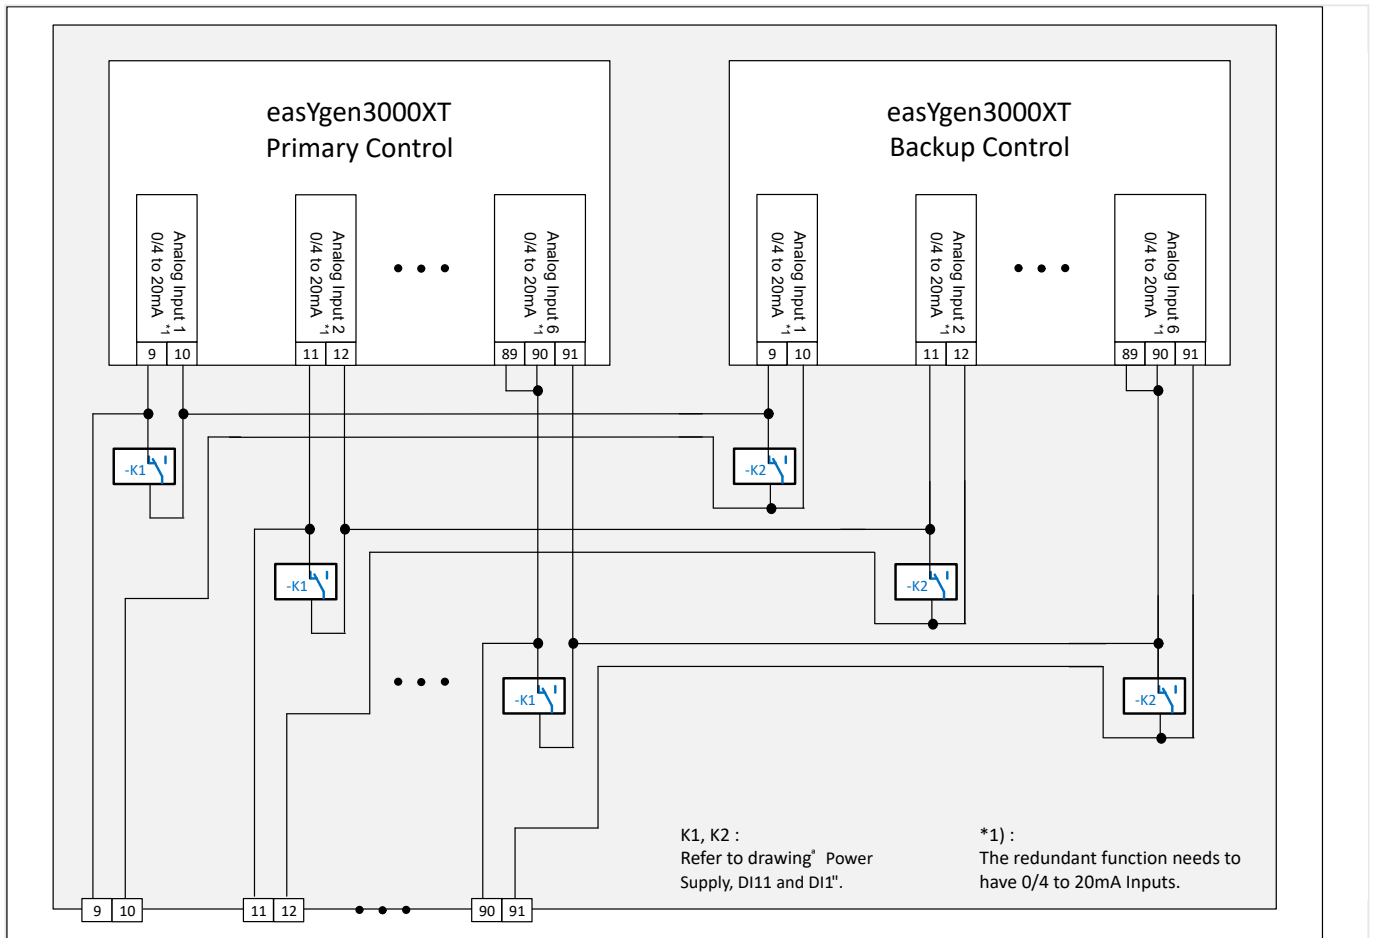 easYgen3000XT
Primary Control
easYgen3000XT
Backup Control
Analog Input 1
0/4 to 20mA *1
Analog Input 2
0/4 to 20mA *1
Analog Input 6
0/4 to 20mA *1
Analog Input 1
0/4 to 20mA *1
Analog Input 2
0/4 to 20mA *1
Analog Input 6
0/4 to 20mA *1
9 10
11 12
89 90 91
9 10
11 12
89 90 91
-K1
-K2
-K1
-K2
-K1
-K2
K1, K2 :
Refer to drawing" Power
Supply, DI11 and DI1".
*1) :
The redundant function needs to
have 0/4 to 20mA Inputs.
9 10
11 12
90 91